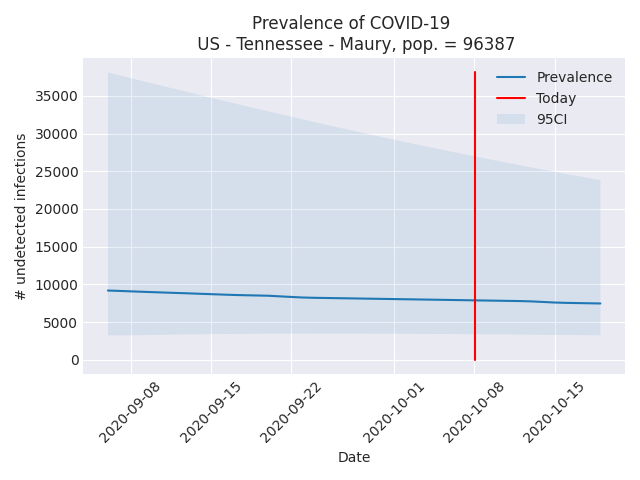 Prevalence of COVID-19
US - Tennessee - Maury, pop. = 96387
Prevalence
Today
95CI
35000
30000
25000
20000
15000
10000
5000
0
# undetected infections
2020-09-08
2020-09-15
2020-09-22
2020-10-01
2020-10-08
2020-10-15
Date